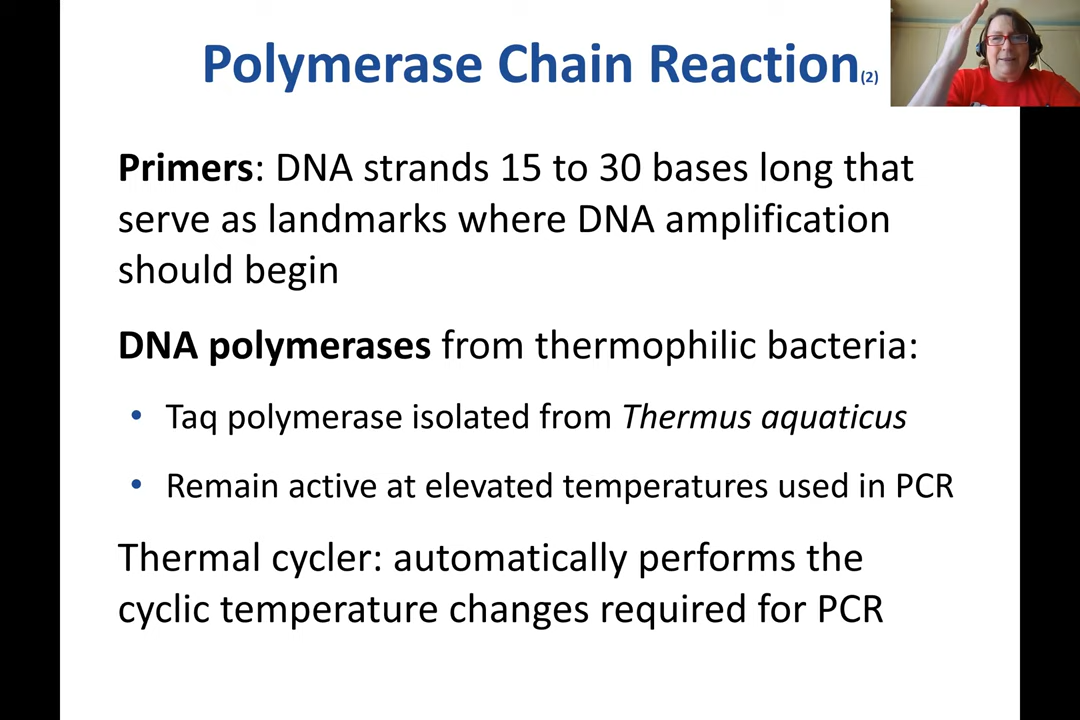 Polymerase Chain Reaction(2)
Primers: DNA strands 15 to 30 bases long that
serve as landmarks where DNA amplification
should begin
DNA polymerases from thermophilic bacteria:
• Taq polymerase isolated from Thermus aquaticus
• Remain active at elevated temperatures used in PCR
Thermal cycler: automatically performs the
cyclic temperature changes required for PCR